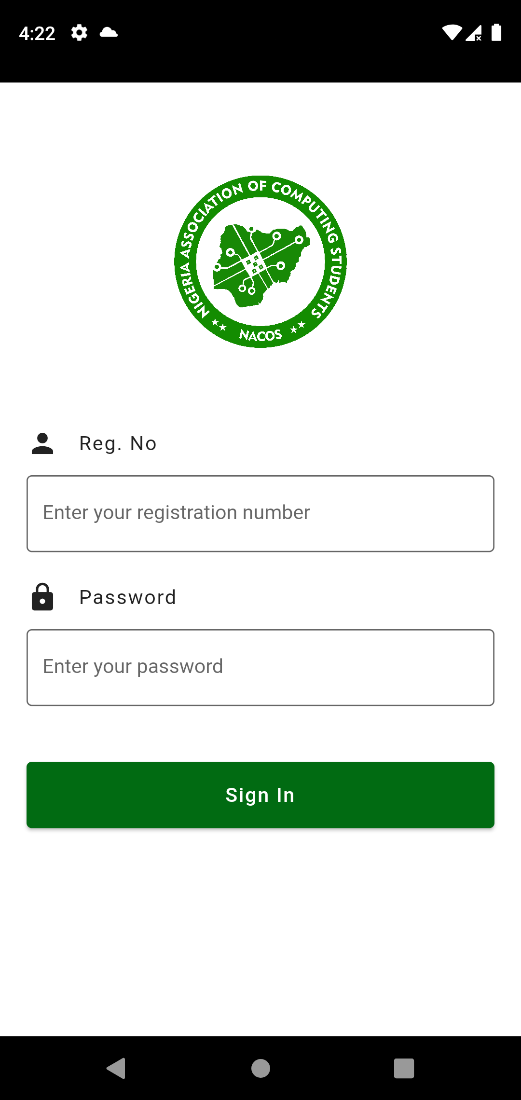 4:22
NIGERIA ASSOCIATION OF COMPUTING STUDENTS
NACOS
Reg. No
Enter your registration number
Password
Enter your password
Sign In